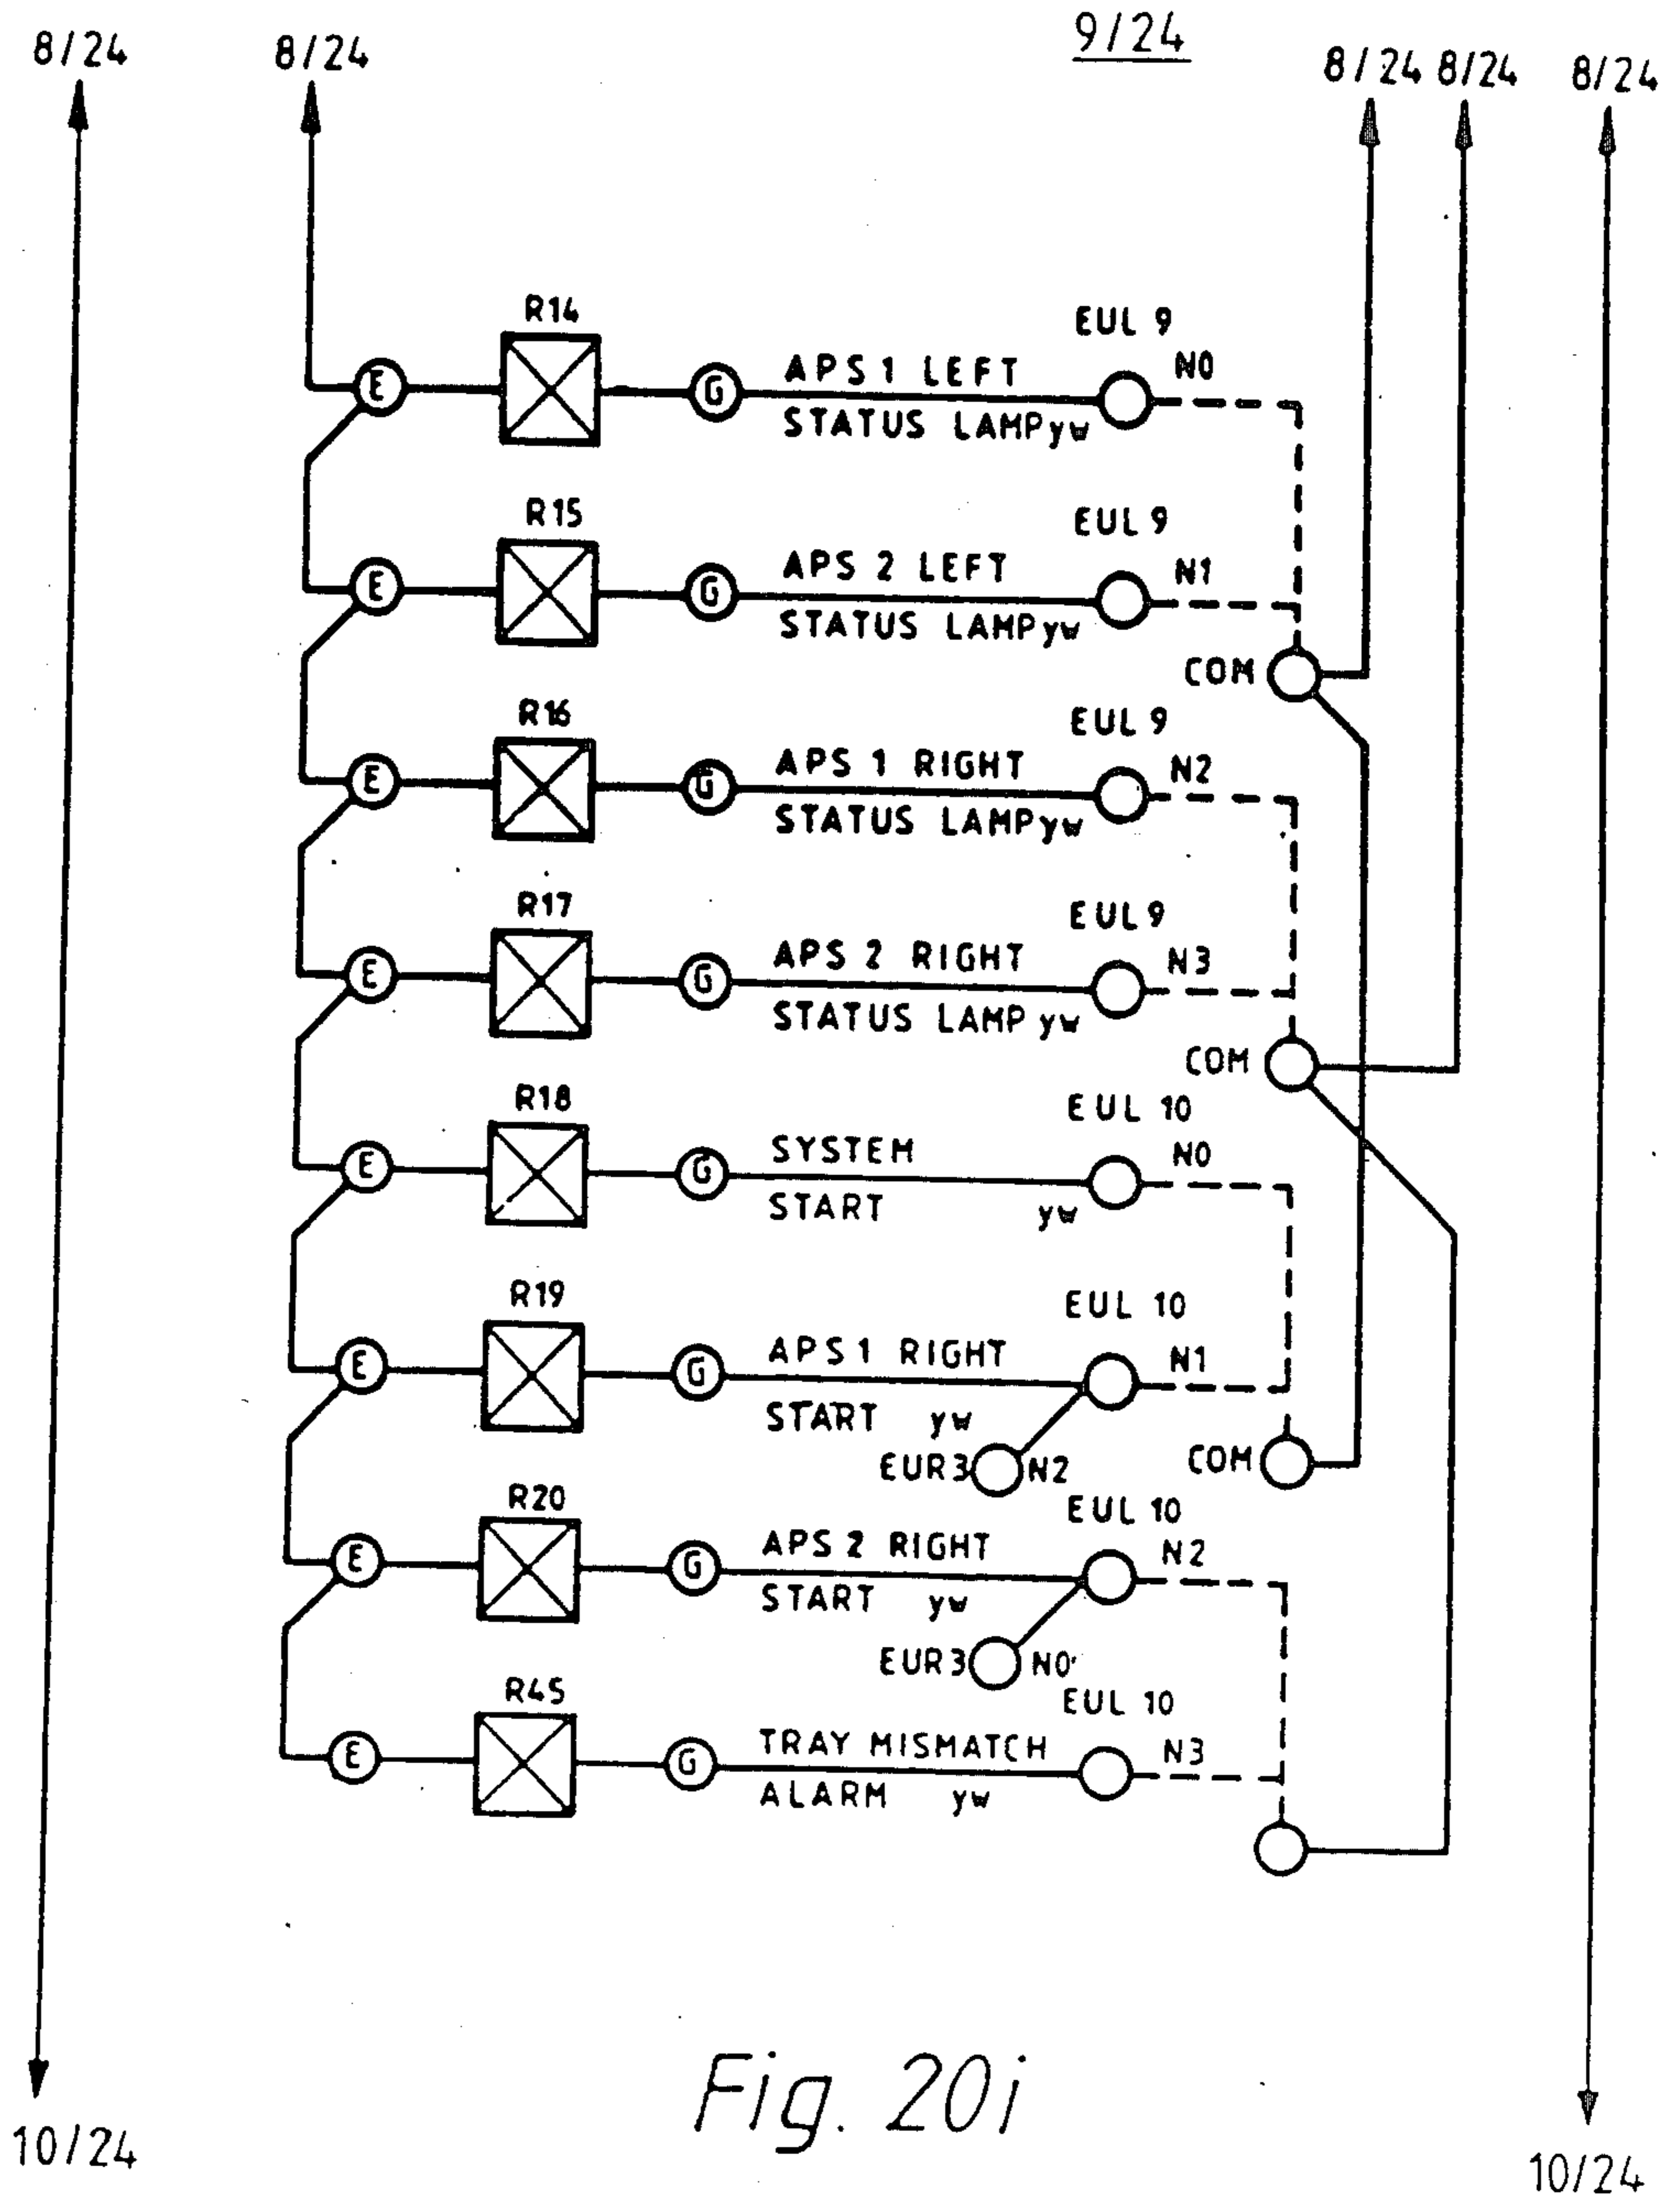 9/24
8/24
8/24
8/24
8/24
8/24
R14
EUL 9
E
G
APS 1 LEFT
N0
STATUS LAMP yw
R15
EUL 9
E
G
APS 2 LEFT
N1
STATUS LAMP yw
COM
R16
EUL 9
E
G
APS 1 RIGHT
N2
STATUS LAMP yw
R17
EUL 9
E
G
APS 2 RIGHT
N3
STATUS LAMP yw
COM
R18
EUL 10
E
G
SYSTEM
N0
START yw
R19
EUL 10
E
G
APS 1 RIGHT
N1
START yw
EUR3
N2
COM
R20
EUL 10
E
G
APS 2 RIGHT
N2
START yw
EUR3
N0
R45
EUL 10
E
G
TRAY MISMATCH
N3
ALARM yw
Fig. 20i
10/24
10/24